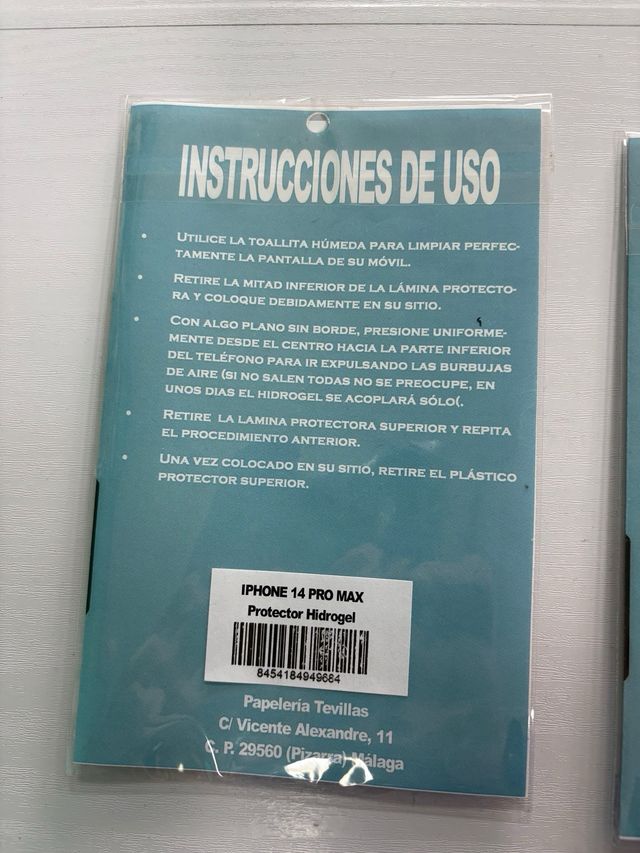 INSTRUCCIONES DE USO
• UTILICE LA TOALLITA HÚMEDA PARA LIMPIAR PERFEC-
TAMENTE LA PANTALLA DE SU MÓVIL.
• RETIRE LA MITAD INFERIOR DE LA LÁMINA PROTECTO-
RA Y COLOQUE DEBIDAMENTE EN SU SITIO.
• CON ALGO PLANO SIN BORDE, PRESIONE UNIFORME-
MENTE DESDE EL CENTRO HACIA LA PARTE INFERIOR
DEL TELÉFONO PARA IR EXPULSANDO LAS BURBUJAS
DE AIRE (SI NO SALEN TODAS NO SE PREOCUPE, EN
UNOS DIAS EL HIDROGEL SE ACOPLARÁ SÓLO(.
• RETIRE LA LAMINA PROTECTORA SUPERIOR Y REPITA
EL PROCEDIMIENTO ANTERIOR.
• UNA VEZ COLOCADO EN SU SITIO, RETIRE EL PLÁSTICO
PROTECTOR SUPERIOR.
IPHONE 14 PRO MAX
Protector Hidrogel
8454184949684
Papelería Tevillas
C/ Vicente Alexandre, 11
C. P. 29560 (Pizarra) Málaga